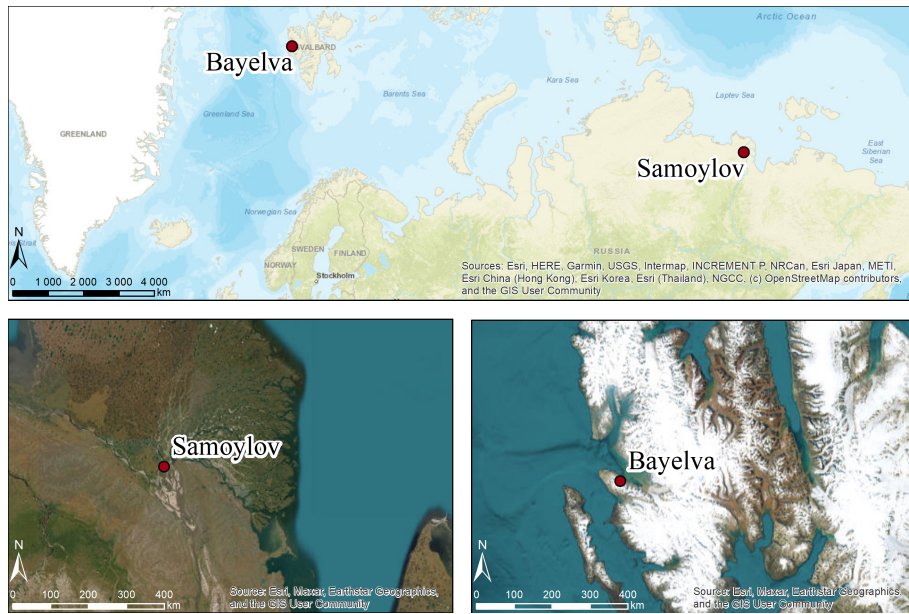 Arctic Ocean
Bayelva
SVALBARD
Kara Sea
Laptev Sea
Barents Sea
Greenland Sea
GREENLAND
East
Siberian
Sea
Samoylov
Norwegian Sea
N
SWEDEN
FINLAND
NORWAY
RUSSIA
Stockholm
0 1 000 2 000 3 000 4 000
km
Sources: Esri, HERE, Garmin, USGS, Intermap, INCREMENT P, NRCan, Esri Japan, METI,
Esri China (Hong Kong), Esri Korea, Esri (Thailand), NGCC, (c) OpenStreetMap contributors,
and the GIS User Community
Samoylov
N
0 100 200 300 400
km
Source: Esri, Maxar, Earthstar Geographics,
and the GIS User Community
Bayelva
N
0 100 200 300 400
km
Source: Esri, Maxar, Earthstar Geographics,
and the GIS User Community